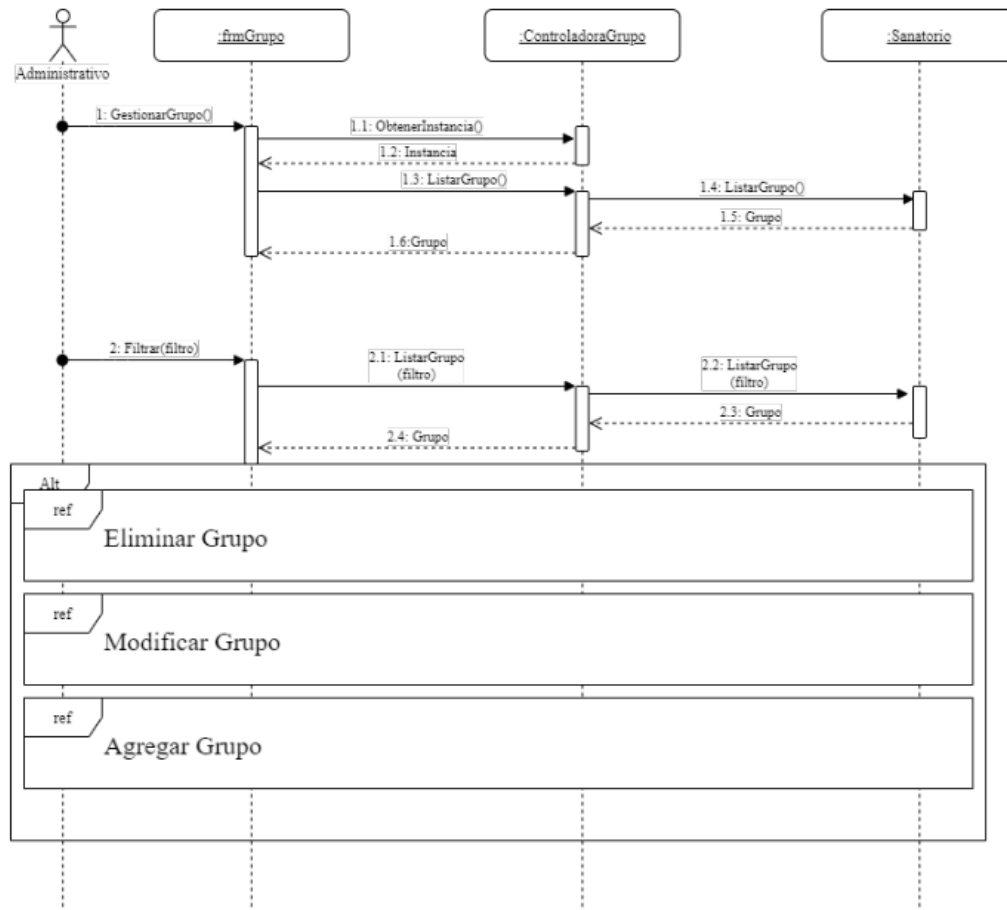 :frmGrupo
:ControladoraGrupo
:Sanatorio
Administrativo
1: GestionarGrupo()
1.1: ObtenerInstancia()
1.2: Instancia
1.3: ListarGrupo()
1.4: ListarGrupo()
1.5: Grupo
1.6:Grupo
2: Filtrar(filtro)
2.1: ListarGrupo
(filtro)
2.2: ListarGrupo
(filtro)
2.3: Grupo
2.4: Grupo
Alt
ref
Eliminar Grupo
ref
Modificar Grupo
ref
Agregar Grupo